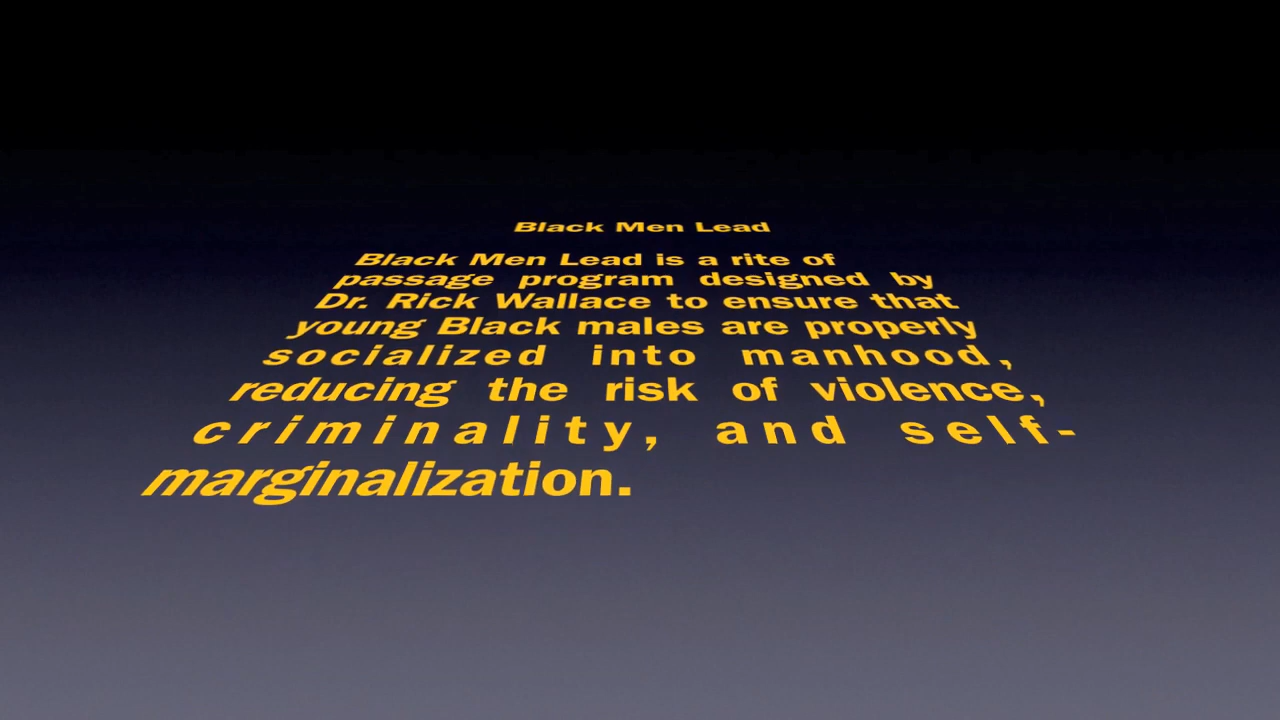 Black Men Lead
Black Men Lead is a rite of
passage program designed by
Dr. Rick Wallace to ensure that
young Black males are properly
socialized into manhood,
reducing the risk of violence,
criminality, and self-
marginalization.